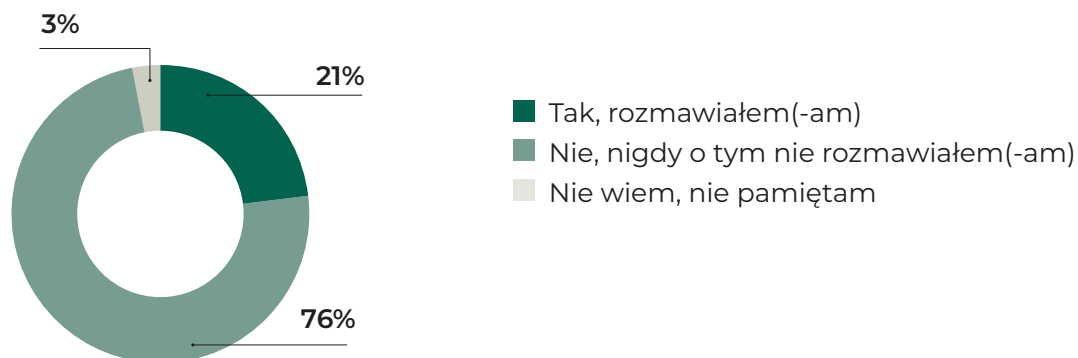 3%
21%
76%
Tak, rozmawiałem(-am)
Nie, nigdy o tym nie rozmawiałem(-am)
Nie wiem, nie pamiętam